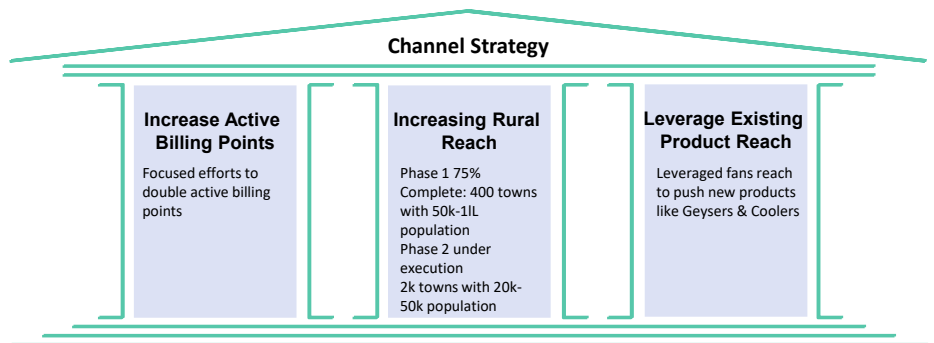 Channel Strategy
Increase Active
Billing Points
Focused efforts to
double active billing
points
Increasing Rural
Reach
Phase 1 75%
Complete: 400 towns
with 50k-1lL
population
Phase 2 under
execution
2k towns with 20k-
50k population
Leverage Existing
Product Reach
Leveraged fans reach
to push new products
like Geysers & Coolers